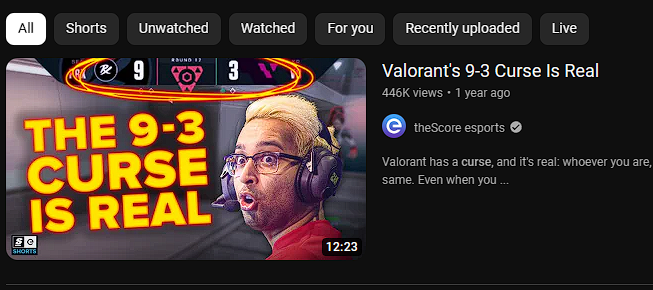 All
Shorts
Unwatched
Watched
For you
Recently uploaded
Live
9
ROUND 13
3
THE 9-3
CURSE
IS REAL
SHORTS
12:23
Valorant's 9-3 Curse Is Real
446K views • 1 year ago
theScore esports
Valorant has a curse, and it's real: whoever you are,
same. Even when you ...